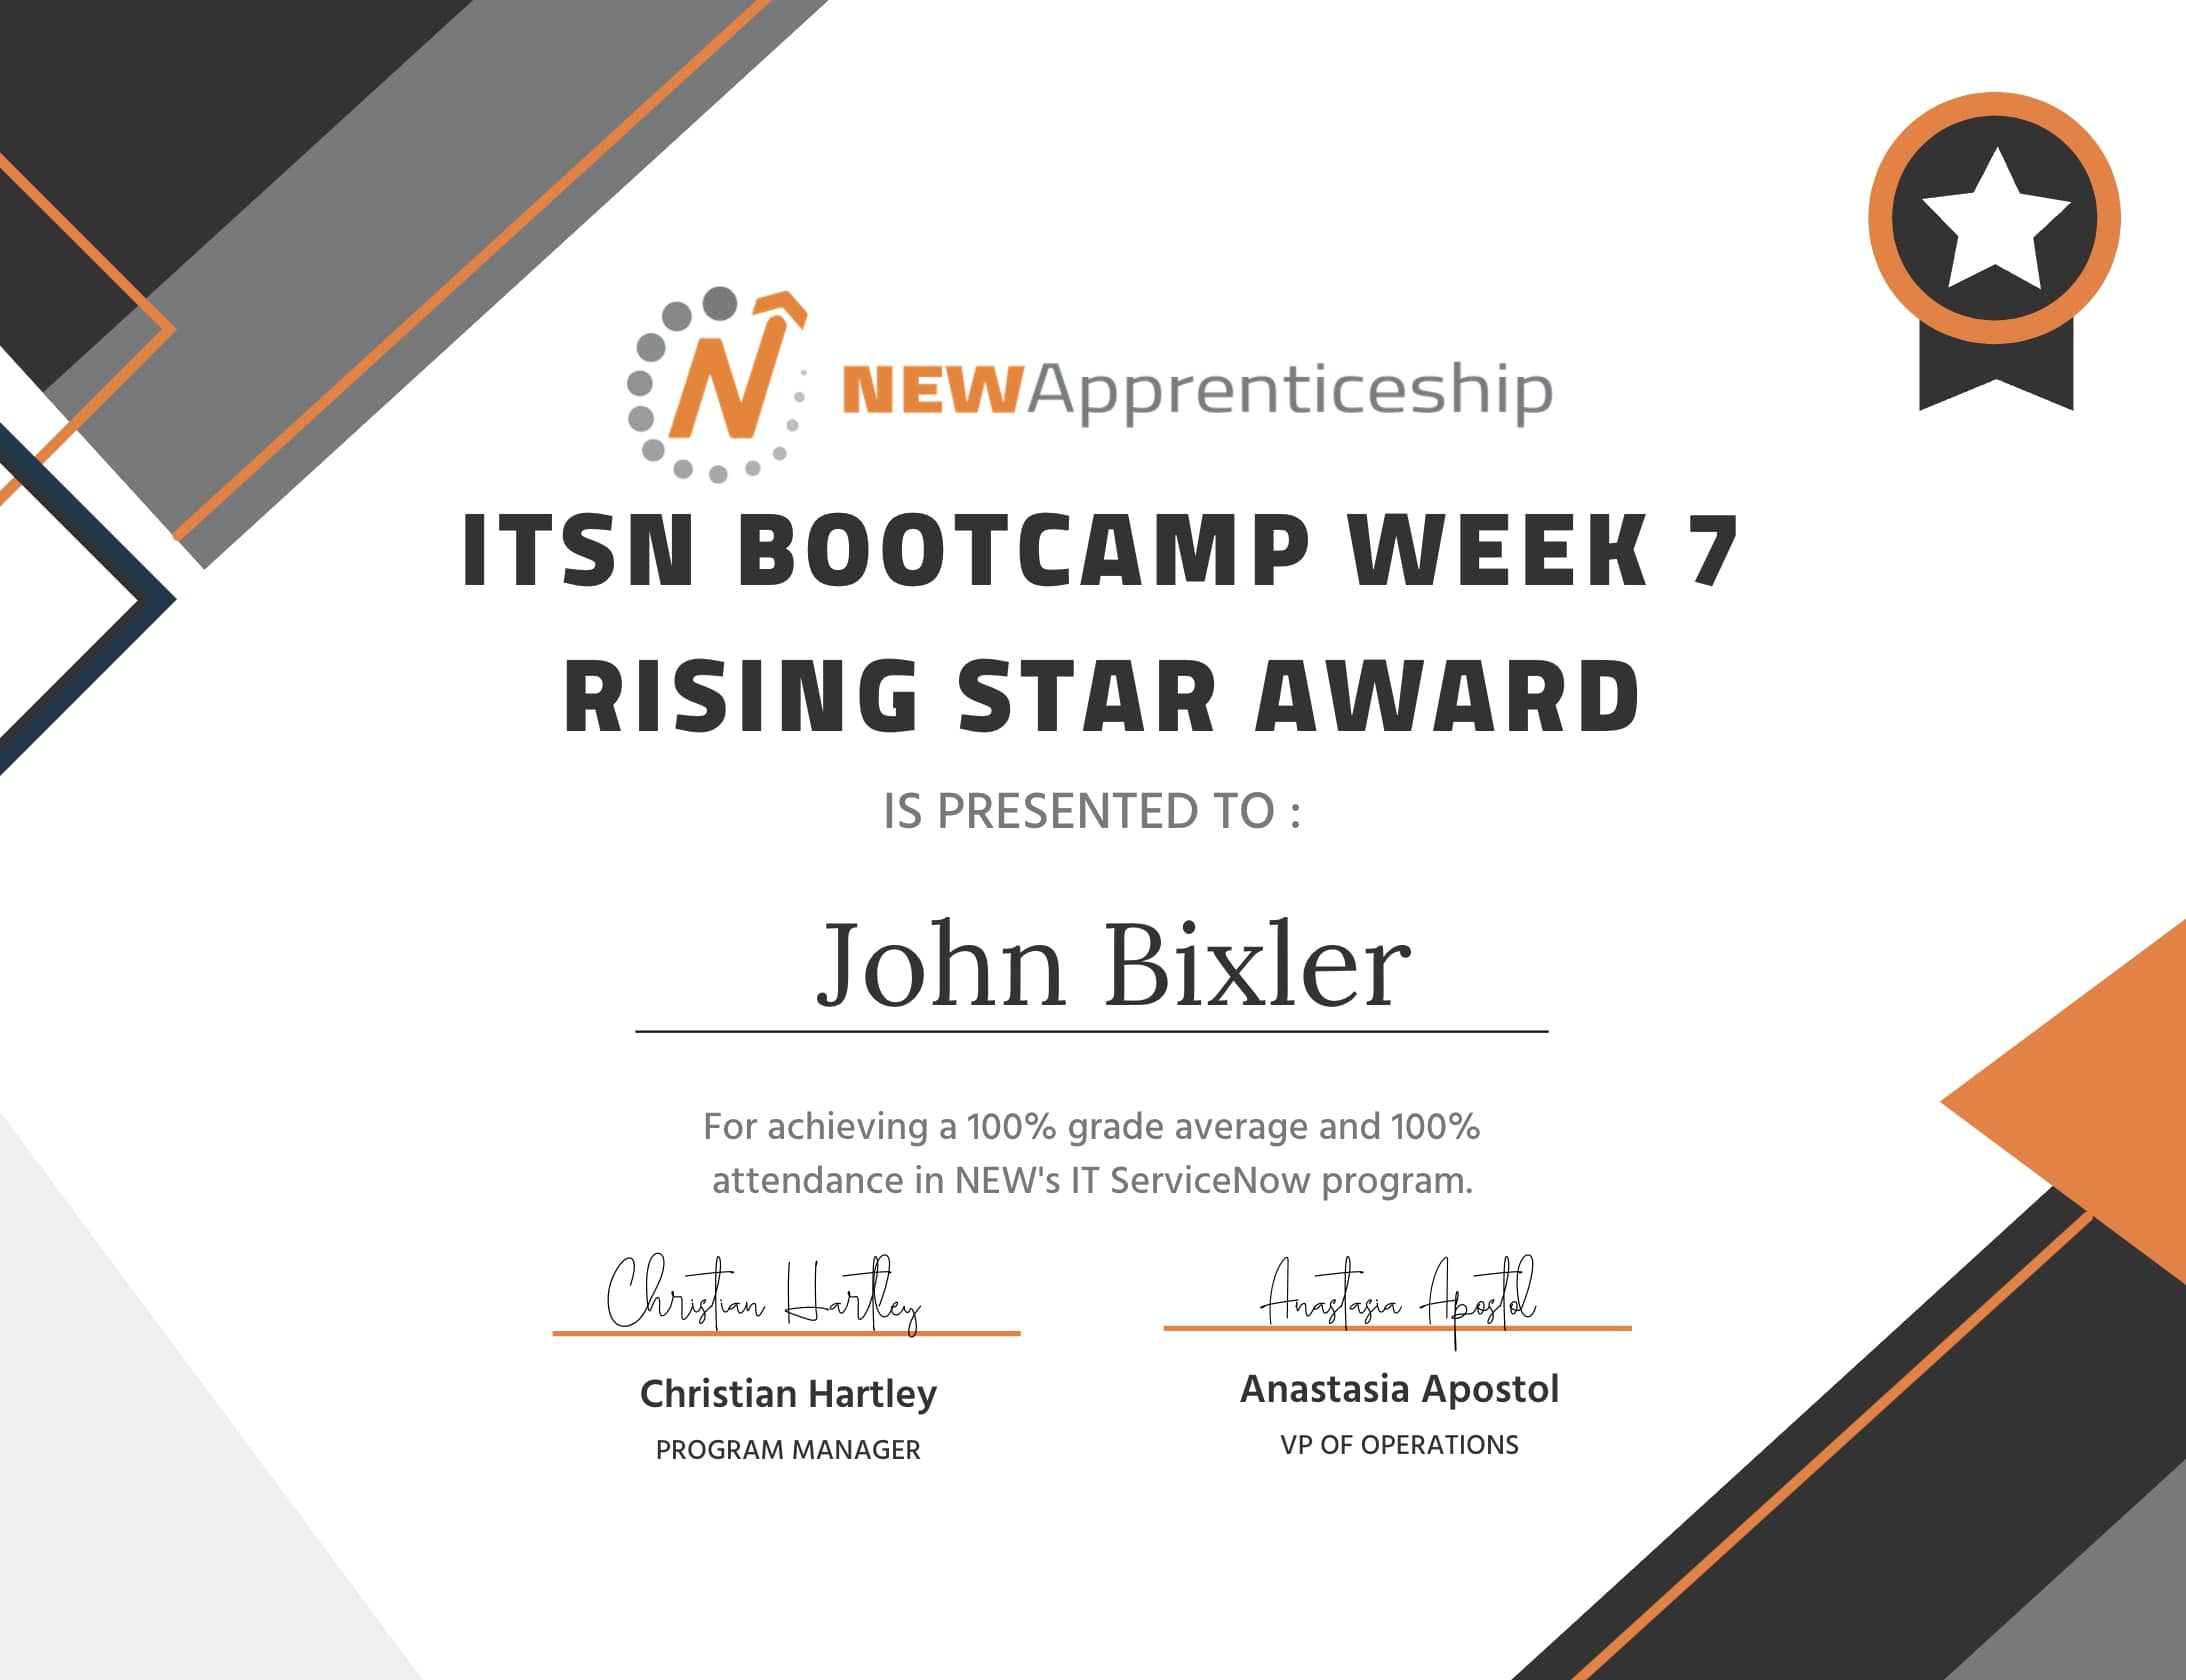 N
NEWApprenticeship
ITSN BOOTCAMP WEEK 7
RISING STAR AWARD
IS PRESENTED TO :
John Bixler
For achieving a 100% grade average and 100%
attendance in NEW's IT ServiceNow program.
Christian Hartley
Anastasia Apostol
Christian Hartley
Anastasia Apostol
PROGRAM MANAGER
VP OF OPERATIONS